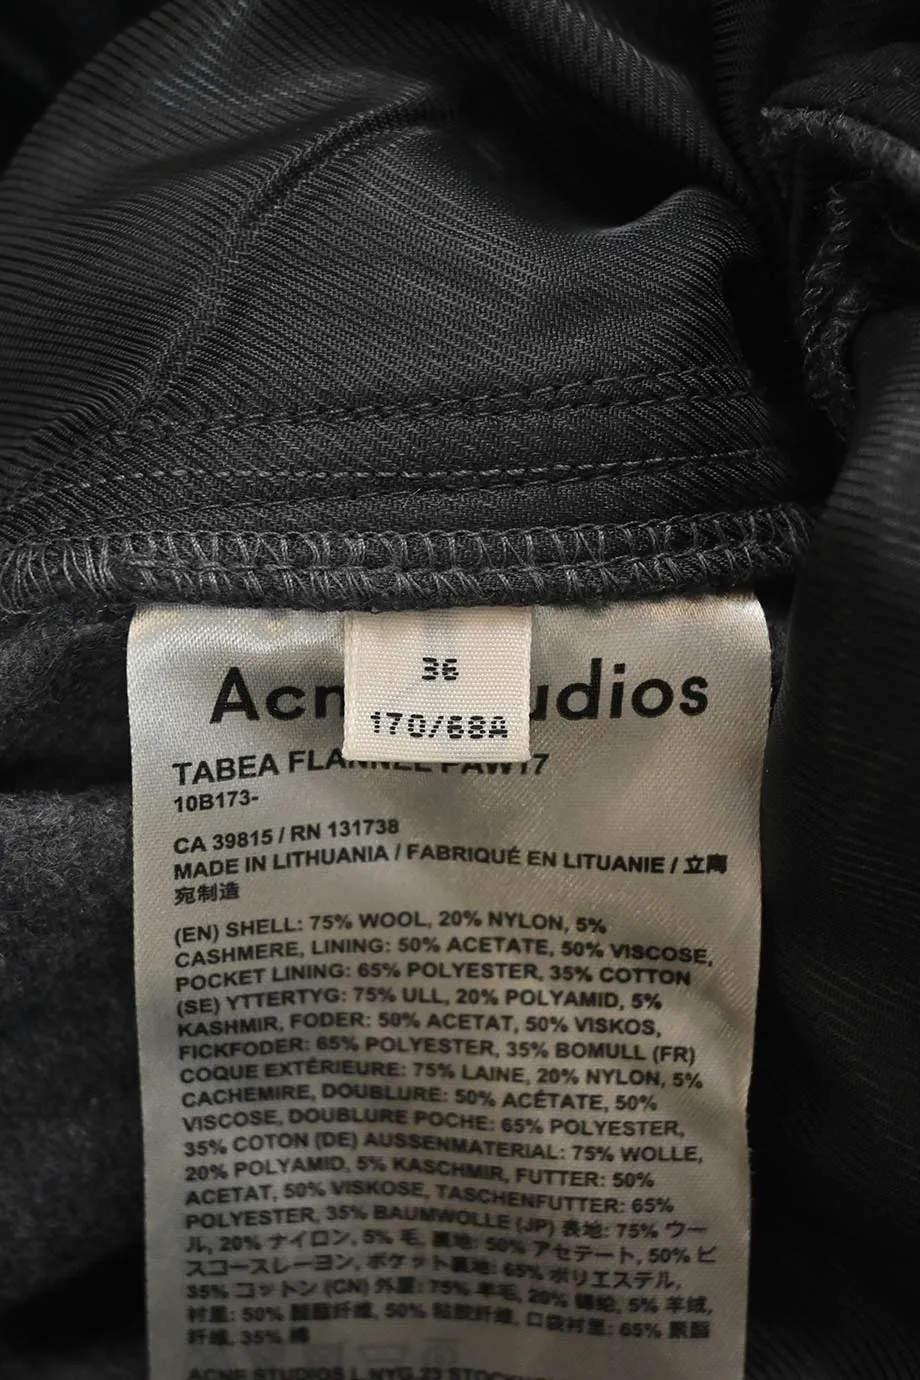 36
170/68A
Acn udios
TABEA FLANNEL PAW17
10B173-
CA 39815 / RN 131738
MADE IN LITHUANIA / FABRIQUÉ EN LITUANIE / 立陶
宛制造
(EN) SHELL: 75% WOOL, 20% NYLON, 5%
CASHMERE, LINING: 50% ACETATE, 50% VISCOSE,
POCKET LINING: 65% POLYESTER, 35% COTTON
(SE) YTTERTYG: 75% ULL, 20% POLYAMID, 5%
KASHMIR, FODER: 50% ACETAT, 50% VISKOS,
FICKFODER: 65% POLYESTER, 35% BOMULL (FR)
COQUE EXTÉRIEURE: 75% LAINE, 20% NYLON, 5%
CACHEMIRE, DOUBLURE: 50% ACÉTATE, 50%
VISCOSE, DOUBLURE POCHE: 65% POLYESTER,
35% COTON (DE) AUSSENMATERIAL: 75% WOLLE,
20% POLYAMID, 5% KASCHMIR, FUTTER: 50%
ACETAT, 50% VISKOSE, TASCHENFUTTER: 65%
POLYESTER, 35% BAUMWOLLE (JP) 表地: 75% ウー
ル, 20% ナイロン, 5% 毛, 裏地: 50% アセテート, 50% ビ
スコースレーヨン, ポケット裏地: 65% ポリエステル,
35% コットン (CN) 外里: 75% 羊毛, 20% 锦纶, 5% 羊绒,
衬里: 50% 醋酯纤维, 50% 粘胶纤维, 口袋衬里: 65% 聚酯
纤维, 35% 棉
ACNE STUDIOS